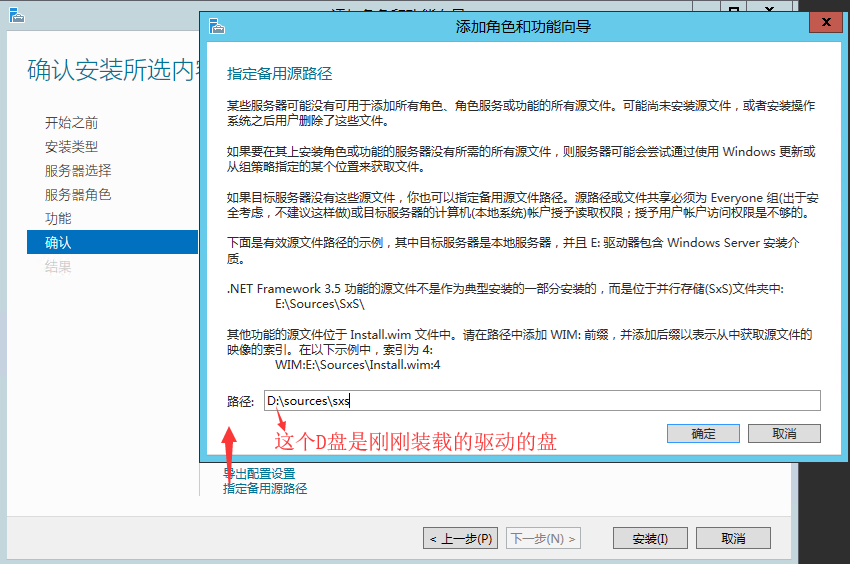 添加角色和功能向导
确认安装所选内容
开始之前
安装类型
服务器选择
服务器角色
功能
确认
结果
添加角色和功能向导
x
指定备用源路径
某些服务器可能没有可用于添加所有角色、角色服务或功能的所有源文件。可能尚未安装源文件，或者安装操作
系统之后用户删除了这些文件。
如果要在其上安装角色或功能的服务器没有所需的所有源文件，则服务器可能会尝试通过使用 Windows 更新或
从组策略指定的某个位置来获取文件。
如果目标服务器没有这些源文件，你也可以指定备用源文件路径。源路径或文件共享必须为 Everyone 组(出于安
全考虑，不建议这样做)或目标服务器的计算机(本地系统)帐户授予读取权限；授予用户帐户访问权限是不够的。
下面是有效源文件路径的示例，其中目标服务器是本地服务器，并且 E: 驱动器包含 Windows Server 安装介
质。
.NET Framework 3.5 功能的源文件不是作为典型安装的一部分安装的，而是位于并行存储(SxS)文件夹中:
E:\Sources\SxS\
其他功能的源文件位于 Install.wim 文件中。请在路径中添加 WIM: 前缀，并添加后缀以表示从中获取源文件的
映像的索引。在以下示例中，索引为 4:
WIM:E:\Sources\Install.wim:4
路径: D:\sources\sxs
这个D盘是刚刚装载的驱动的盘
确定 取消
导出配置设置
指定备用源路径
< 上一步(P) 下一步(N) > 安装(I) 取消